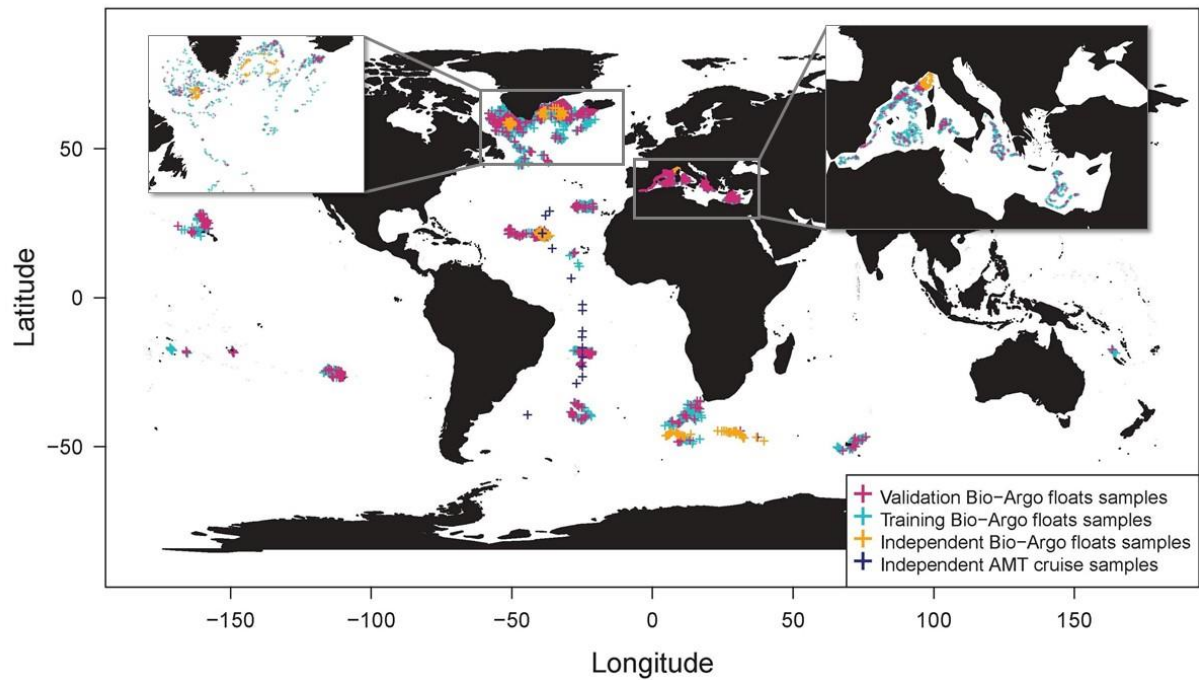 50
0
−50
Latitude
−150
−100
−50
0
50
100
150
Longitude
Validation Bio−Argo floats samples
Training Bio−Argo floats samples
Independent Bio−Argo floats samples
Independent AMT cruise samples